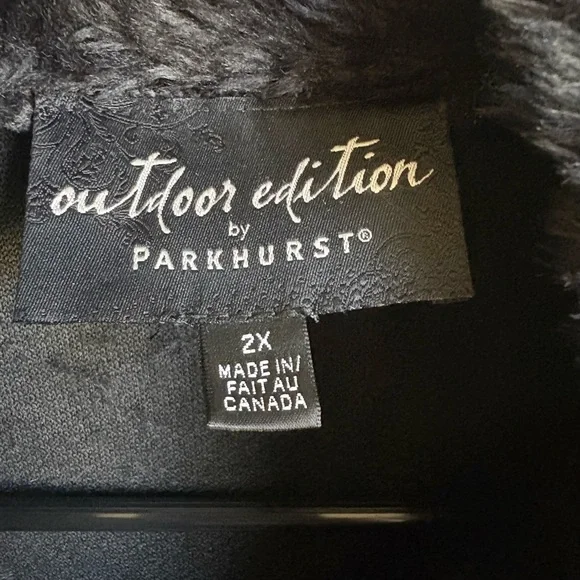 outdoor edition
by
PARKHURST®
2X
MADE IN/
FAIT AU
CANADA